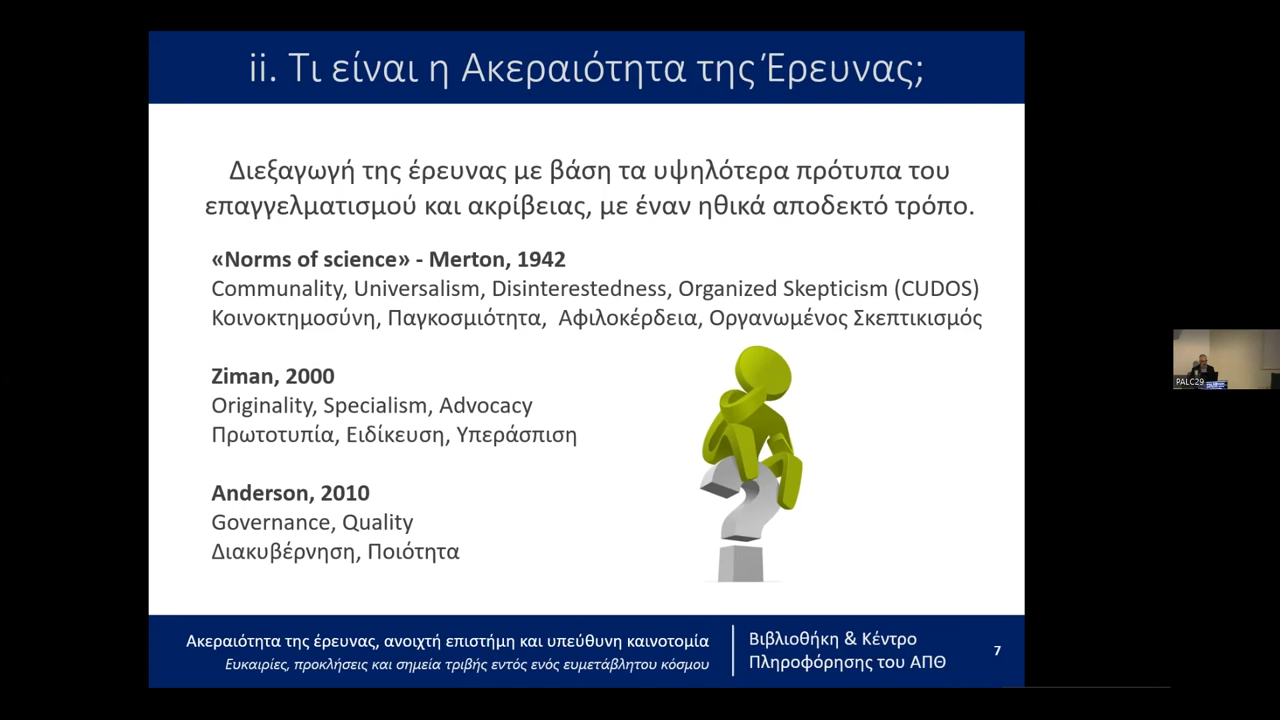 ii. Τι είναι η Ακεραιότητα της Έρευνας;
Διεξαγωγή της έρευνας με βάση τα υψηλότερα πρότυπα του
επαγγελματισμού και ακρίβειας, με έναν ηθικά αποδεκτό τρόπο.
«Norms of science» - Merton, 1942
Communality, Universalism, Disinterestedness, Organized Skepticism (CUDOS)
Κοινοκτημοσύνη, Παγκοσμιότητα, Αφιλοκέρδεια, Οργανωμένος Σκεπτικισμός
Ziman, 2000
Originality, Specialism, Advocacy
Πρωτοτυπία, Ειδίκευση, Υπεράσπιση
Anderson, 2010
Governance, Quality
Διακυβέρνηση, Ποιότητα
Ακεραιότητα της έρευνας, ανοιχτή επιστήμη και υπεύθυνη καινοτομία
Ευκαιρίες, προκλήσεις και σημεία τριβής εντός ενός ευμετάβλητου κόσμου
Βιβλιοθήκη & Κέντρο
Πληροφόρησης του ΑΠΘ
7
PALC29